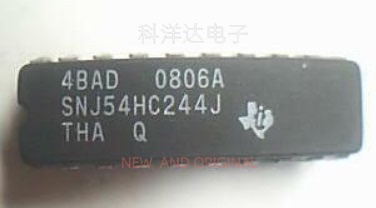 科洋达电子
4BAD 0806A
SNJ54HC244J
THA Q
NEW AND ORIGINAL